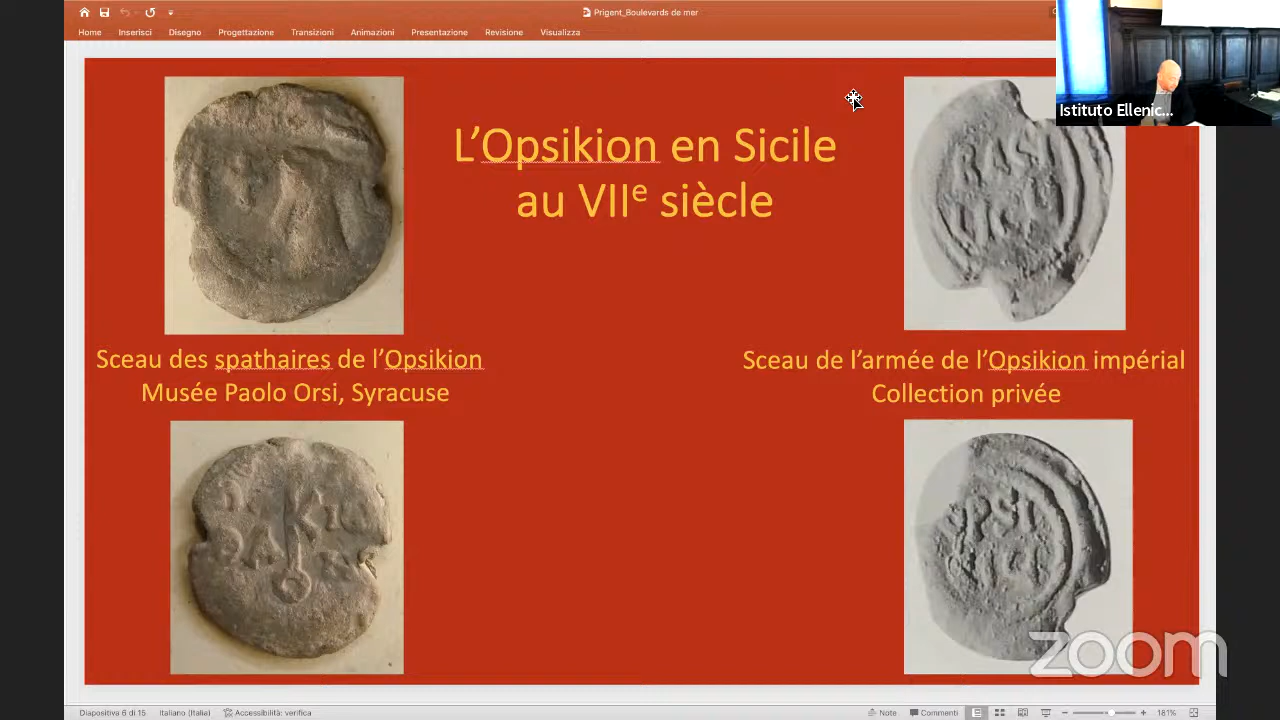 Prigent_Boulevards de mer
Home Inserisci Disegno Progettazione Transizioni Animazioni Presentazione Revisione Visualizza
Istituto Ellenic...
L’Opsikion en Sicile
au VIIe siècle
Sceau des spathaires de l’Opsikion
Musée Paolo Orsi, Syracuse
Sceau de l’armée de l’Opsikion impérial
Collection privée
zoom
Diapositiva 6 di 15 Italiano (Italia) Accessibilità: verifica Note Commenti 181%